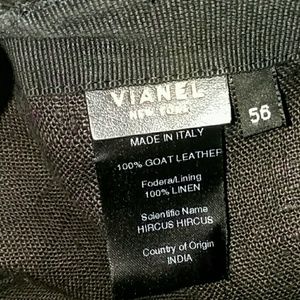 VIANEL
NEW YORK
56
MADE IN ITALY
100% GOAT LEATHER
Fodera/Lining
100% LINEN
Scientific Name
HIRCUS HIRCUS
Country of Origin
INDIA